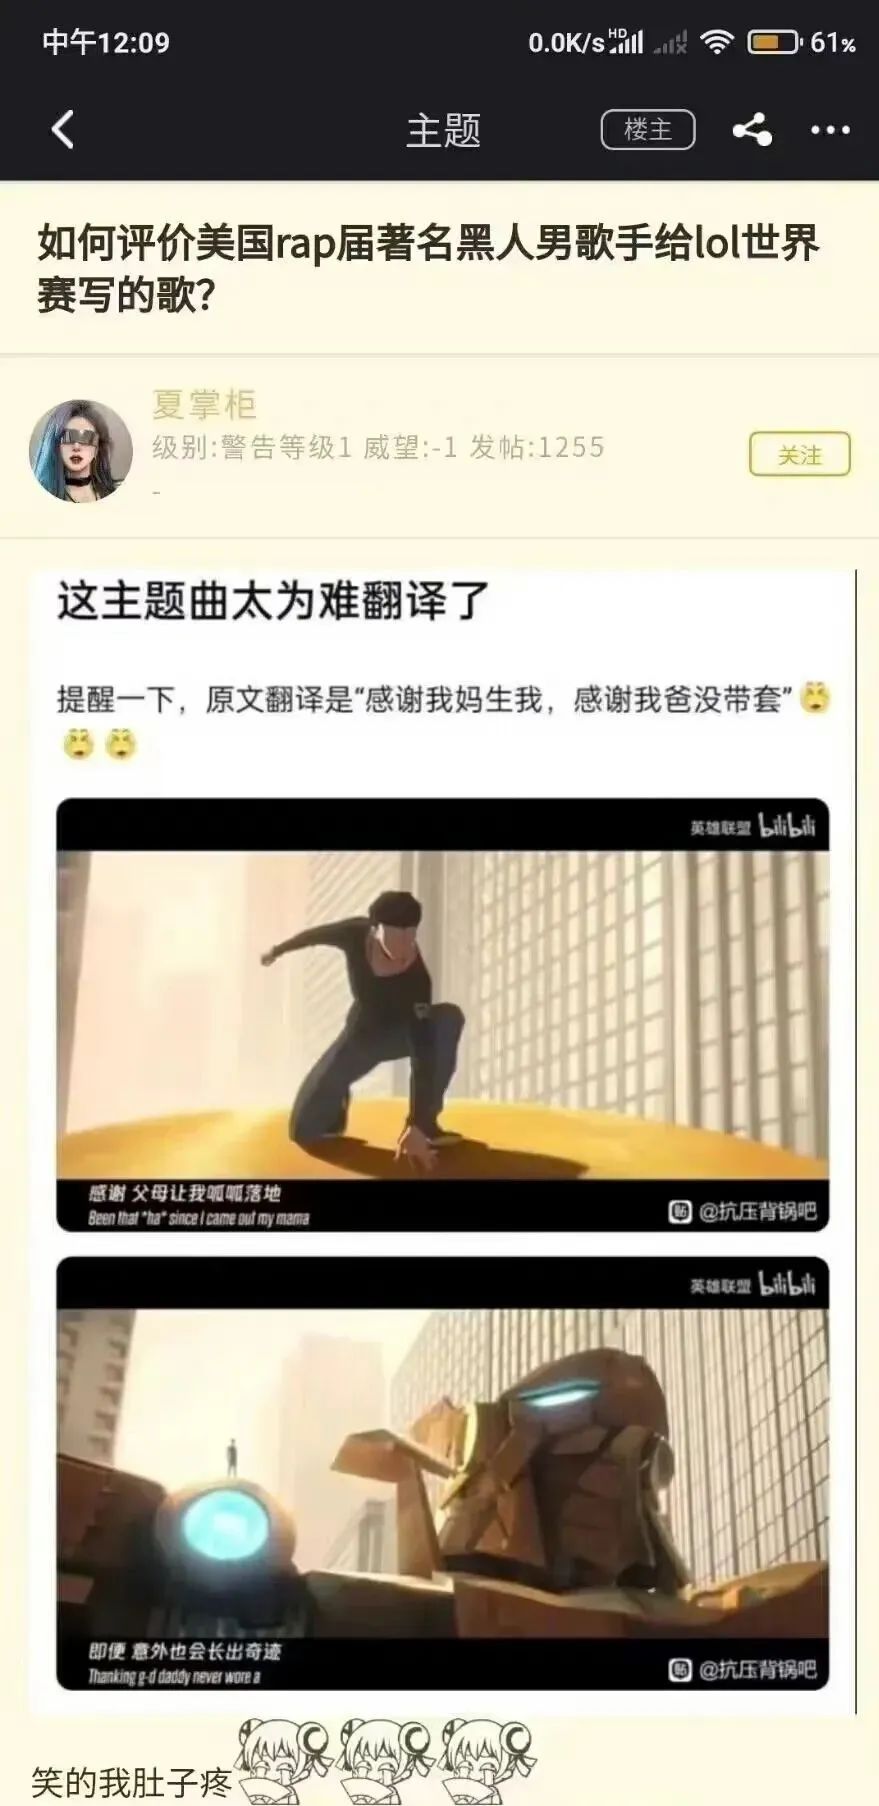 中午12:09
0.0K/s HD 61%
主题
楼主
如何评价美国rap届著名黑人男歌手给lol世界
赛写的歌？
夏掌柜
级别:警告等级1 威望:-1 发帖:1255
-
关注
这主题曲太为难翻译了
提醒一下，原文翻译是“感谢我妈生我，感谢我爸没带套”
英雄联盟 bilibili
感谢 父母让我呱呱落地
Been that *ha* since I came out my mama
贴 @抗压背锅吧
英雄联盟 bilibili
即便 意外也会长出奇迹
Thanking g-d daddy never wore a
贴 @抗压背锅吧
笑的我肚子疼